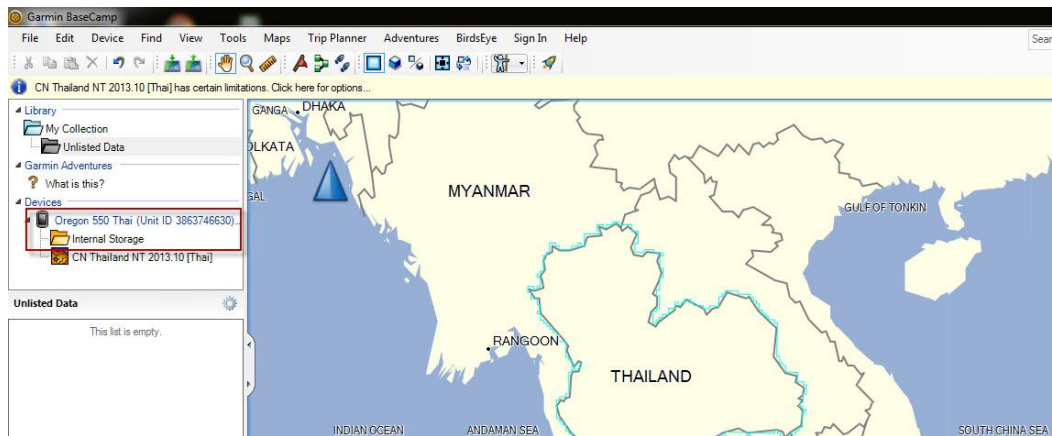 Garmin BaseCamp
File Edit Device Find View Tools Maps Trip Planner Adventures BirdsEye Sign In Help
CN Thailand NT 2013.10 [Thai] has certain limitations. Click here for options...
Library
My Collection
Unlisted Data
Garmin Adventures
? What is this?
Devices
Oregon 550 Thai (Unit ID 3863746630)...
Internal Storage
CN Thailand NT 2013.10 [Thai]
Unlisted Data
This list is empty.
GANGA
DHAKA
OLKATA
GAL
MYANMAR
GULF OF TONKIN
RANGOON
THAILAND
INDIAN OCEAN
ANDAMAN SEA
SOUTH CHINA SEA